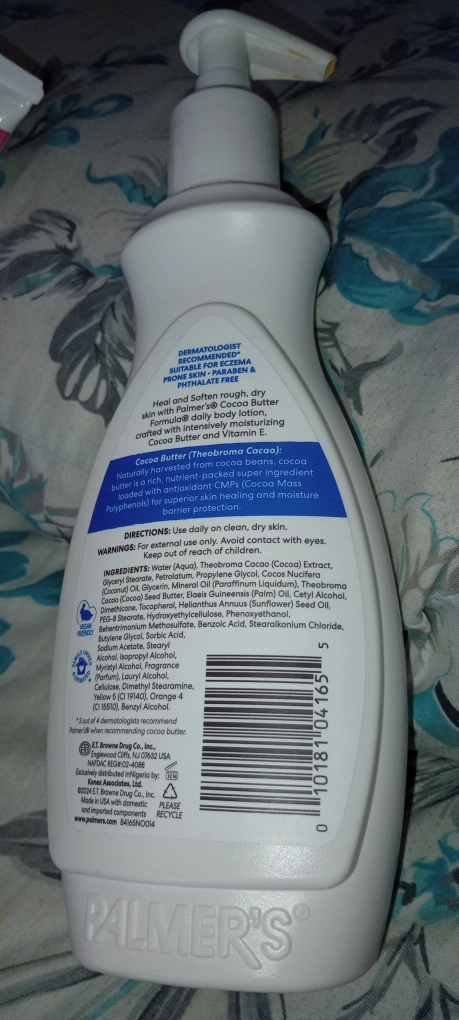 DERMATOLOGIST
RECOMMENDED*
SUITABLE FOR ECZEMA
PRONE SKIN • PARABEN &
PHTHALATE FREE
Heal and Soften rough, dry
skin with Palmer's® Cocoa Butter
Formula® daily body lotion,
crafted with intensively moisturizing
Cocoa Butter and Vitamin E.
Cocoa Butter (Theobroma Cacao):
Naturally harvested from cocoa beans, cocoa
butter is a rich, nutrient-packed super ingredient
loaded with antioxidant CMPs (Cocoa Mass
Polyphenols) for superior skin healing and moisture
barrier protection.
DIRECTIONS: Use daily on clean, dry skin.
WARNINGS: For external use only. Avoid contact with eyes.
Keep out of reach of children.
INGREDIENTS: Water (Aqua), Theobroma Cacao (Cocoa) Extract,
Glyceryl Stearate, Petrolatum, Propylene Glycol, Cocos Nucifera
(Coconut) Oil, Glycerin, Mineral Oil (Paraffinum Liquidum), Theobroma
Cacao (Cocoa) Seed Butter, Elaeis Guineensis (Palm) Oil, Cetyl Alcohol,
Dimethicone, Tocopherol, Helianthus Annuus (Sunflower) Seed Oil,
PEG-8 Stearate, Hydroxyethylcellulose, Phenoxyethanol,
Behentrimonium Methosulfate, Benzoic Acid, Stearalkonium Chloride,
Butylene Glycol, Sorbic Acid,
Sodium Acetate, Stearyl
Alcohol, Isopropyl Alcohol,
Myristyl Alcohol, Fragrance
(Parfum), Lauryl Alcohol,
Cellulose, Dimethyl Stearamine,
Yellow 5 (CI 19140), Orange 4
(CI 15510), Benzyl Alcohol.
VEGAN
FRIENDLY
* 3 out of 4 dermatologists recommend
Palmer's® when recommending cocoa butter.
E.T. Browne Drug Co., Inc.,
Englewood Cliffs, NJ 07632 USA
NAFDAC REG#:02-4088
Exclusively distributed inNigeria by:
Konex Associates, Ltd.
©2024 E.T. Browne Drug Co., Inc.
Made in USA with domestic
and imported components
www.palmers.com B4165NO014
12 M
PLEASE
RECYCLE
0 10181 04165 5
PALMER'S®